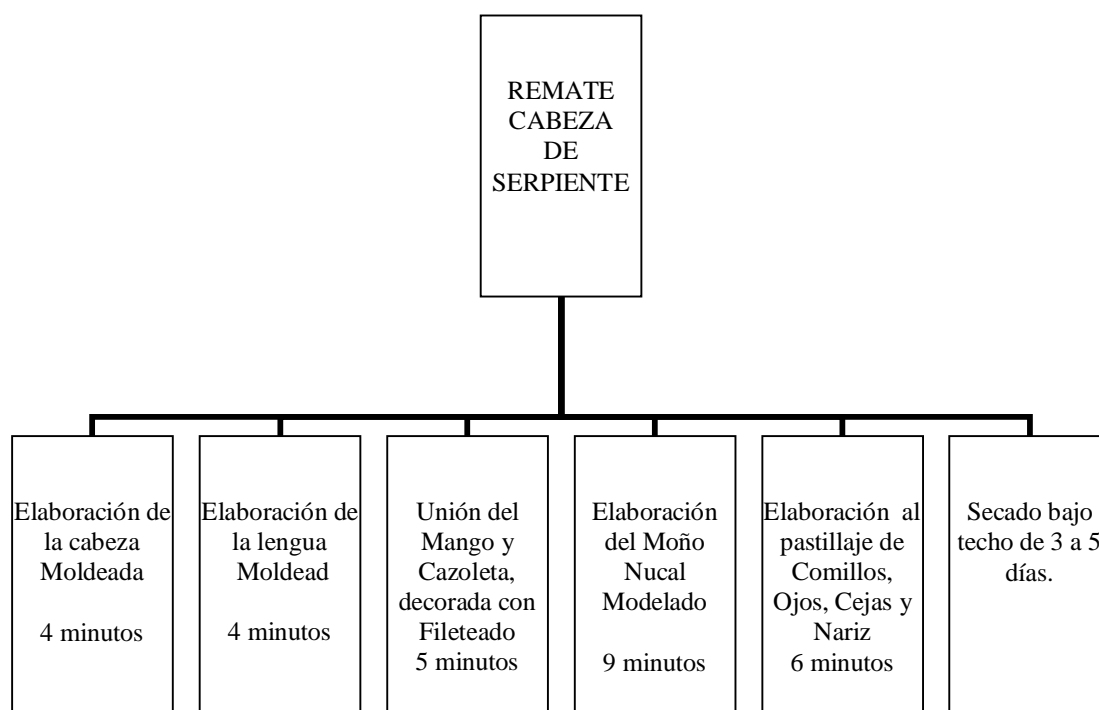 REMATE
CABEZA
DE
SERPIENTE
Elaboración de
la cabeza
Moldeada
4 minutos
Elaboración de
la lengua
Moldead
4 minutos
Unión del
Mango y
Cazoleta,
decorada con
Fileteado
5 minutos
Elaboración
del Moño
Nucal
Modelado
9 minutos
Elaboración al
pastillaje de
Comillos,
Ojos, Cejas y
Nariz
6 minutos
Secado bajo
techo de 3 a 5
días.